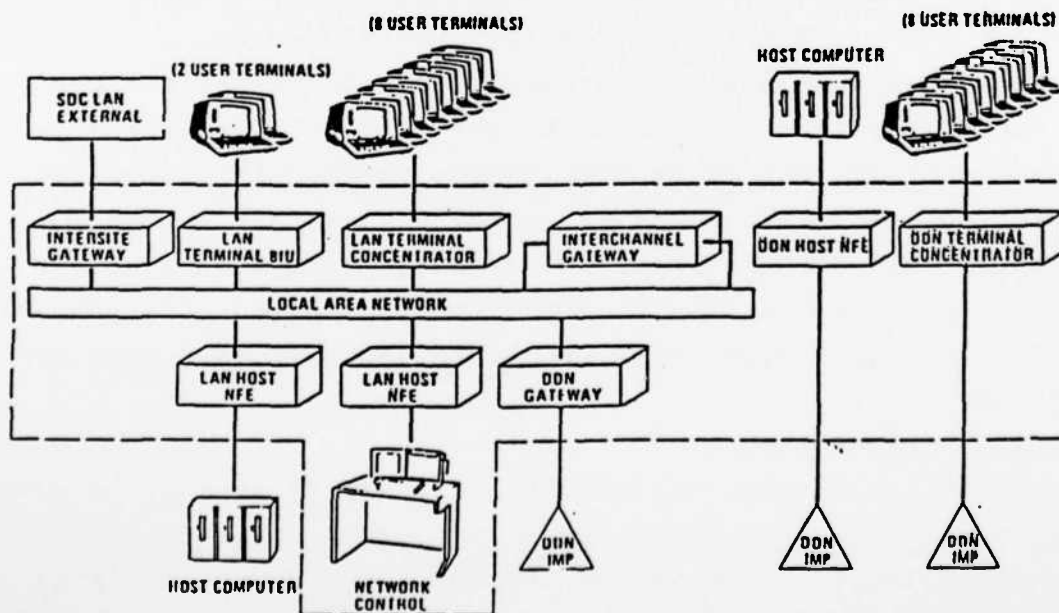 (8 USER TERMINALS)
(8 USER TERMINALS)
(2 USER TERMINALS)
HOST COMPUTER
SDC LAN
EXTERNAL
INTERSITE
GATEWAY
LAN
TERMINAL BIU
LAN TERMINAL
CONCENTRATOR
INTERCHANNEL
GATEWAY
DDN HOST NFE
DDN TERMINAL
CONCENTRATOR
LOCAL AREA NETWORK
LAN HOST
NFE
LAN HOST
NFE
DDN
GATEWAY
DDN
IMP
DDN
IMP
DDN
IMP
HOST COMPUTER
NETWORK
CONTROL